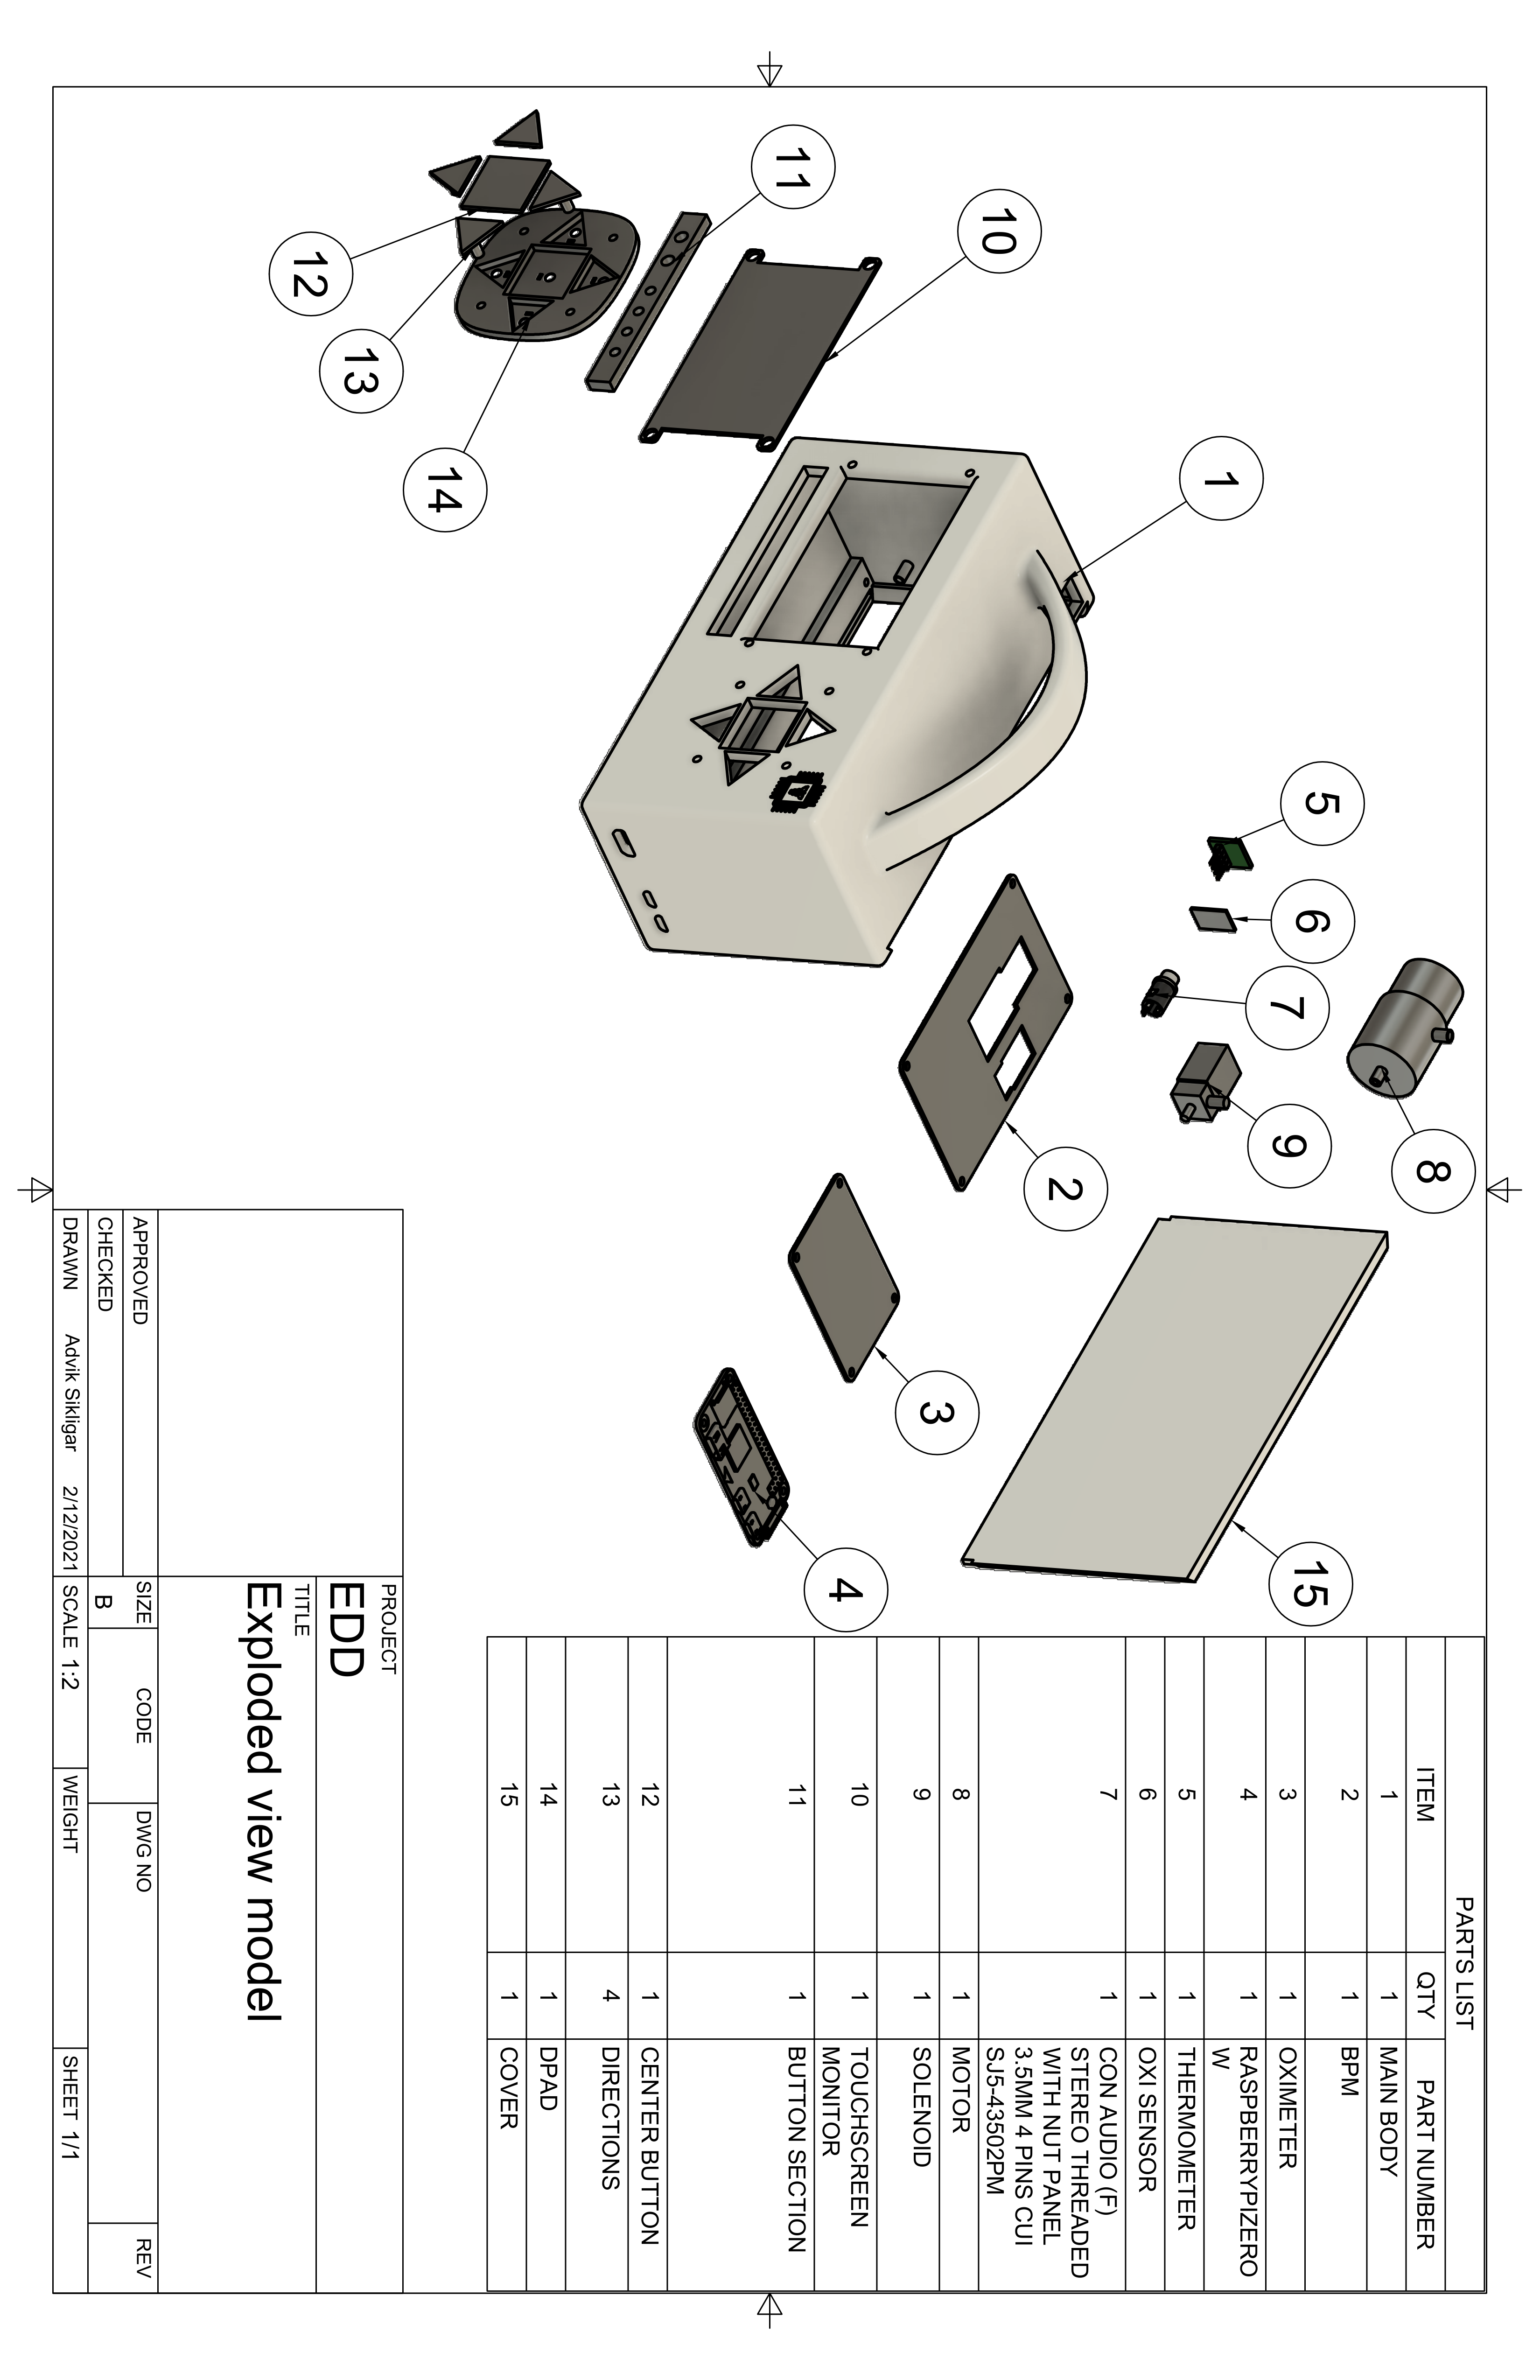 PARTS LIST
ITEM QTY PART NUMBER
1 1 MAIN BODY
2 1 BPM
3 1 OXIMETER
4 1 RASPBERRYPIZERO
W
5 1 THERMOMETER
6 1 OXI SENSOR
7 1 CON AUDIO (F)
STEREO THREADED
WITH NUT PANEL
3.5MM 4 PINS CUI
SJ5-43502PM
8 1 MOTOR
9 1 SOLENOID
10 1 TOUCHSCREEN
MONITOR
11 1 BUTTON SECTION
12 1 CENTER BUTTON
13 4 DIRECTIONS
14 1 DPAD
15 1 COVER
8
15
5
6
7
9
1
2
10
3
11
4
14
13
12
PROJECT
EDD
TITLE
Exploded view model
APPROVED
SIZE
CODE
DWG NO
REV
CHECKED
B
DRAWN Advik Sikligar 2/12/2021
SCALE 1:2
WEIGHT
SHEET 1/1